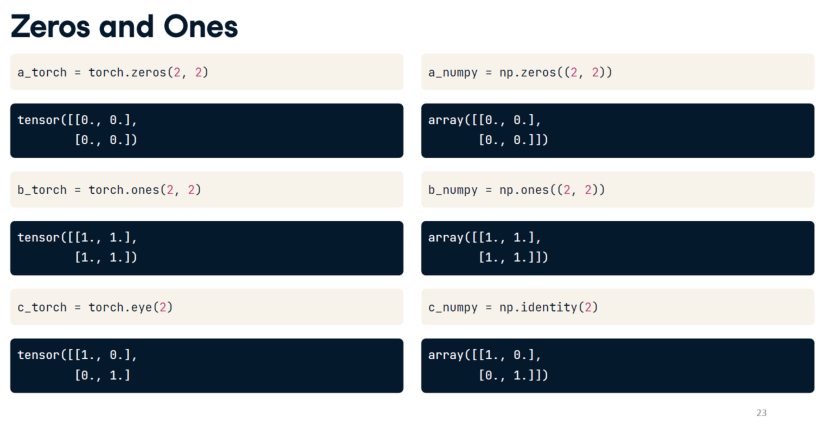 Zeros and Ones
a_torch = torch.zeros(2, 2)
tensor([[0., 0.],
        [0., 0.])
b_torch = torch.ones(2, 2)
tensor([[1., 1.],
        [1., 1.])
c_torch = torch.eye(2)
tensor([[1., 0.],
        [0., 1.]
a_numpy = np.zeros((2, 2))
array([[0., 0.],
       [0., 0.]])
b_numpy = np.ones((2, 2))
array([[1., 1.],
       [1., 1.]])
c_numpy = np.identity(2)
array([[1., 0.],
       [0., 1.]])
23